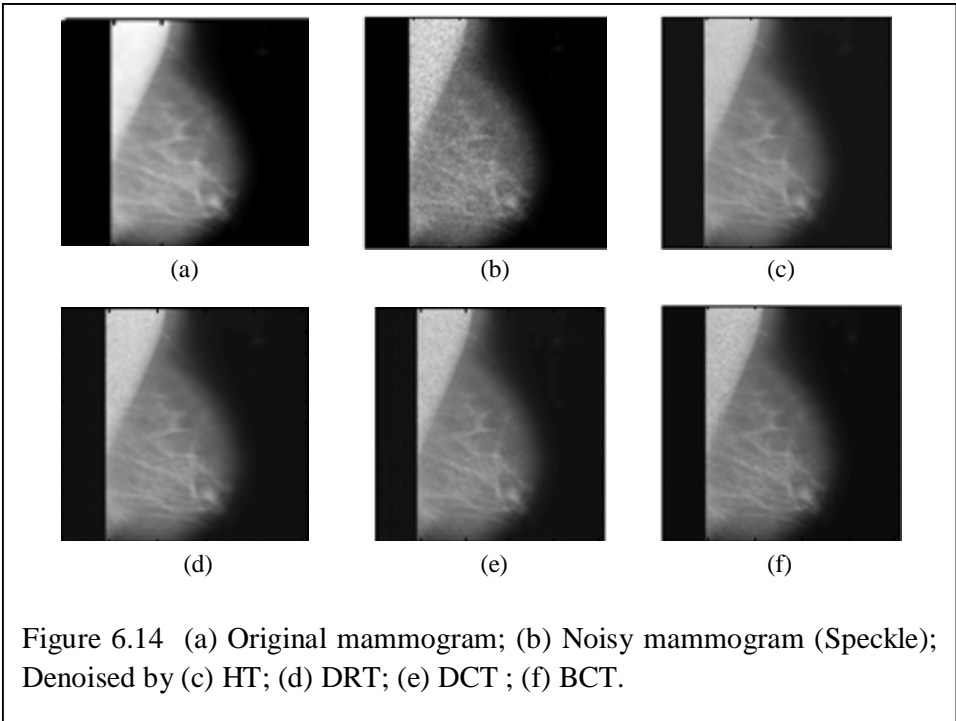 (a)
(b)
(c)
(d)
(e)
(f)
Figure 6.14 (a) Original mammogram; (b) Noisy mammogram (Speckle);
Denoised by (c) HT; (d) DRT; (e) DCT ; (f) BCT.